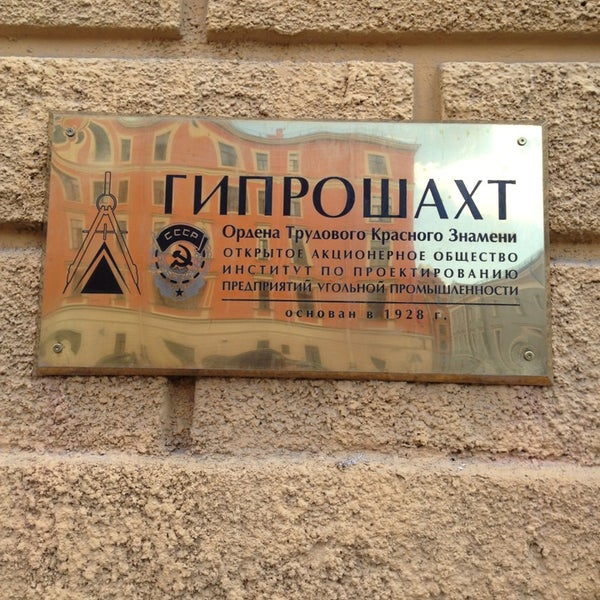 ГИПРОШАХТ
СССР
Ордена Трудового Красного Знамени
ОТКРЫТОЕ АКЦИОНЕРНОЕ ОБЩЕСТВО
ИНСТИТУТ ПО ПРОЕКТИРОВАНИЮ
ПРЕДПРИЯТИЙ УГОЛЬНОЙ ПРОМЫШЛЕННОСТИ
основан в 1928 г.